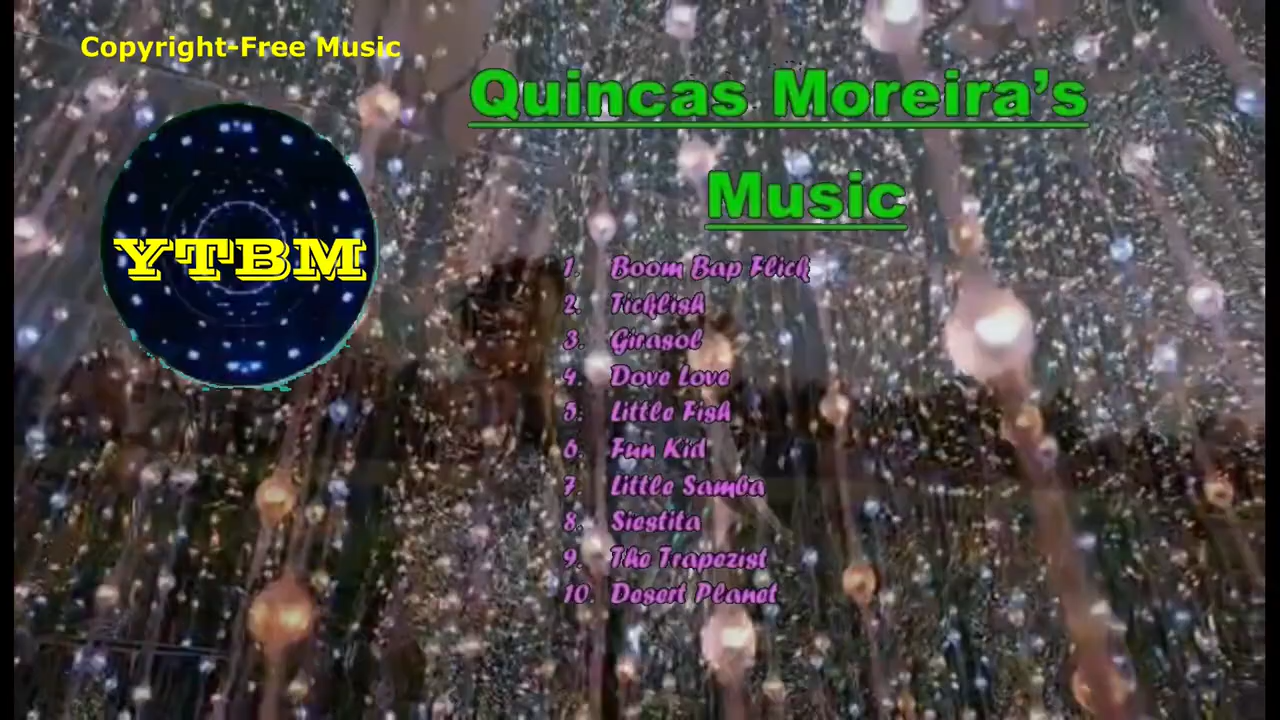 Copyright-Free Music
Quincas Moreira’s
Music
YTBM
1. Boom Bap Flick
2. Ticklish
3. Girasol
4. Dove Love
5. Little Fish
6. Fun Kid
7. Little Samba
8. Siestita
9. The Trapezist
10. Desert Planet